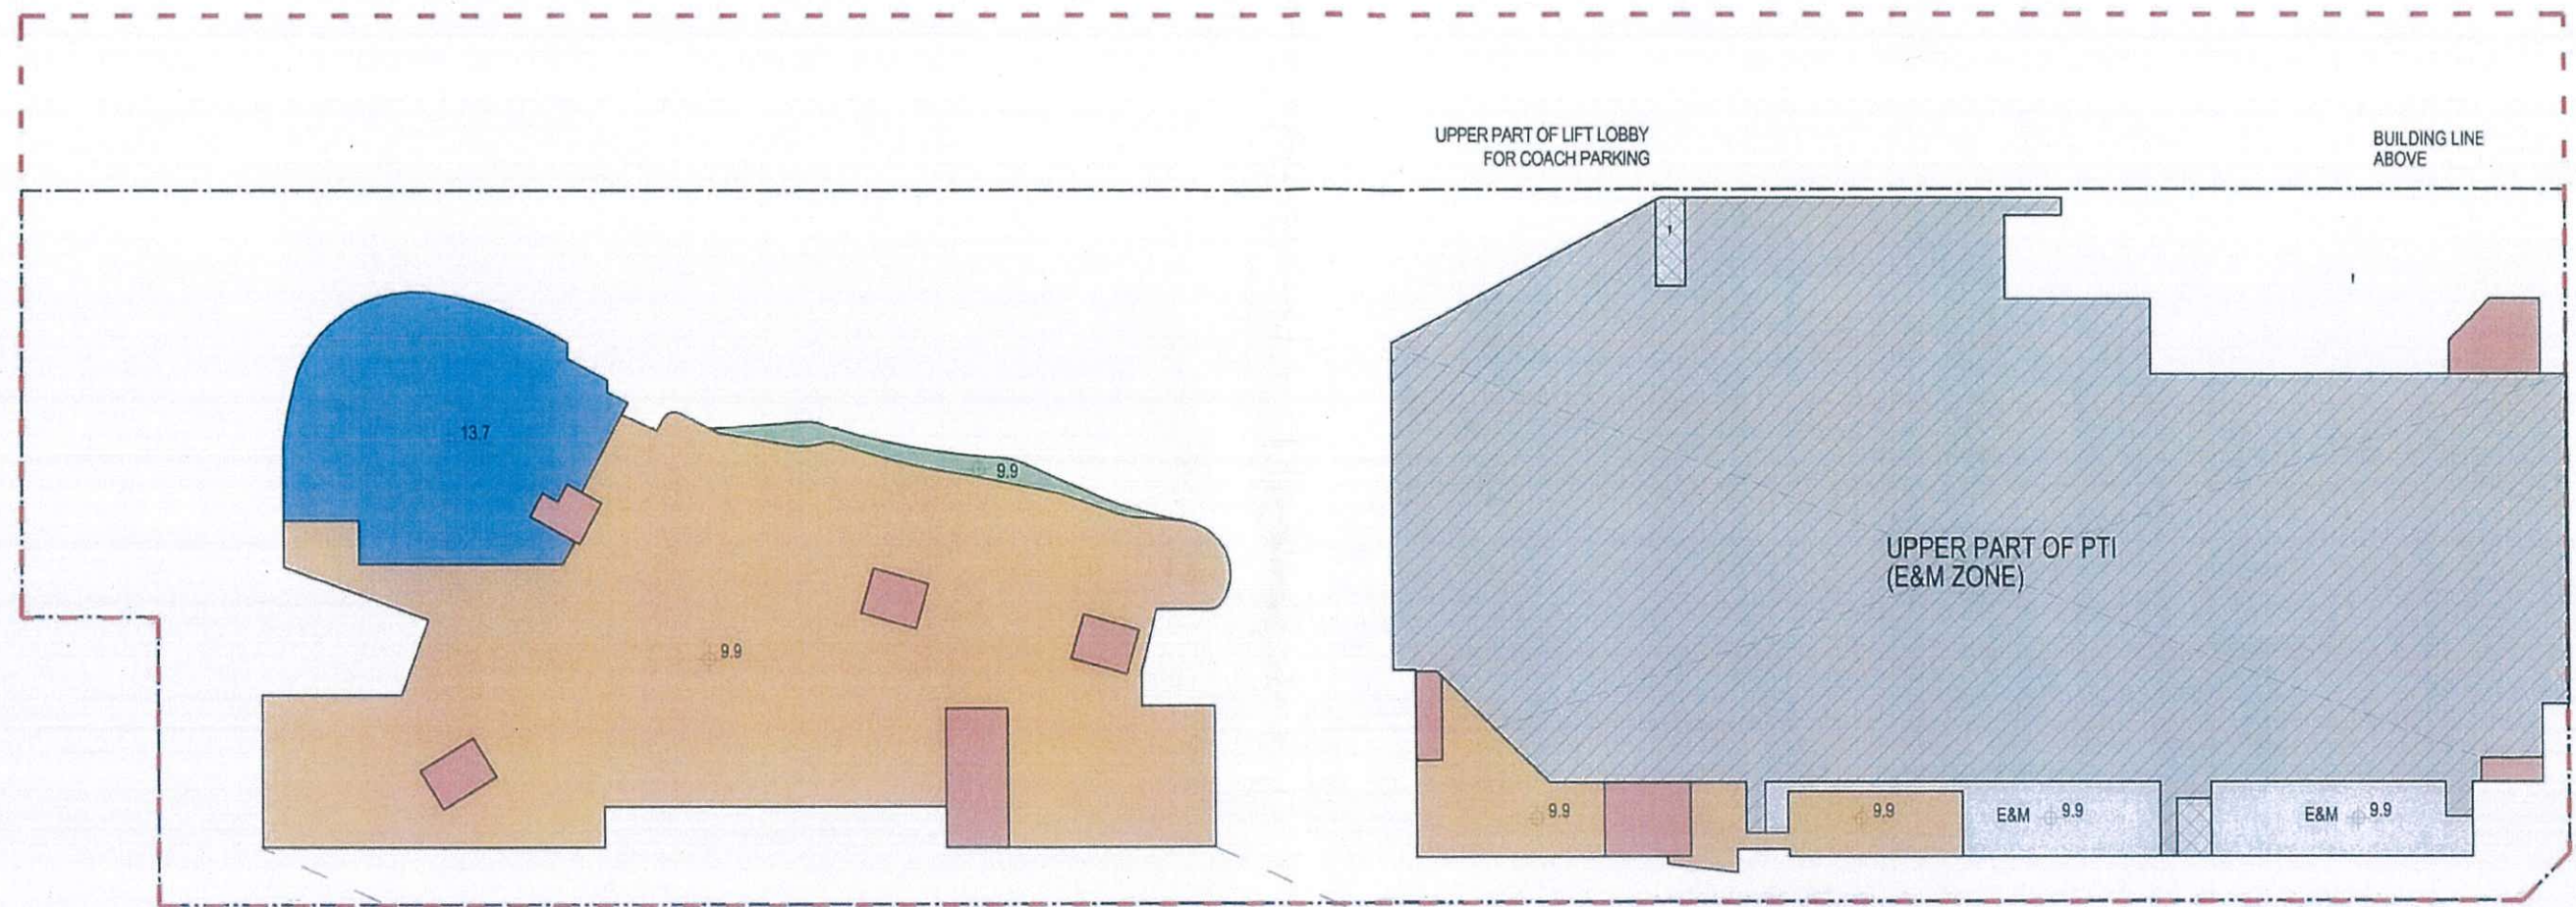 UPPER PART OF LIFT LOBBY
FOR COACH PARKING
BUILDING LINE
ABOVE
13.7
9.9
9.9
UPPER PART OF PTI
(E&M ZONE)
9.9
9.9
E&M 9.9
E&M 9.9